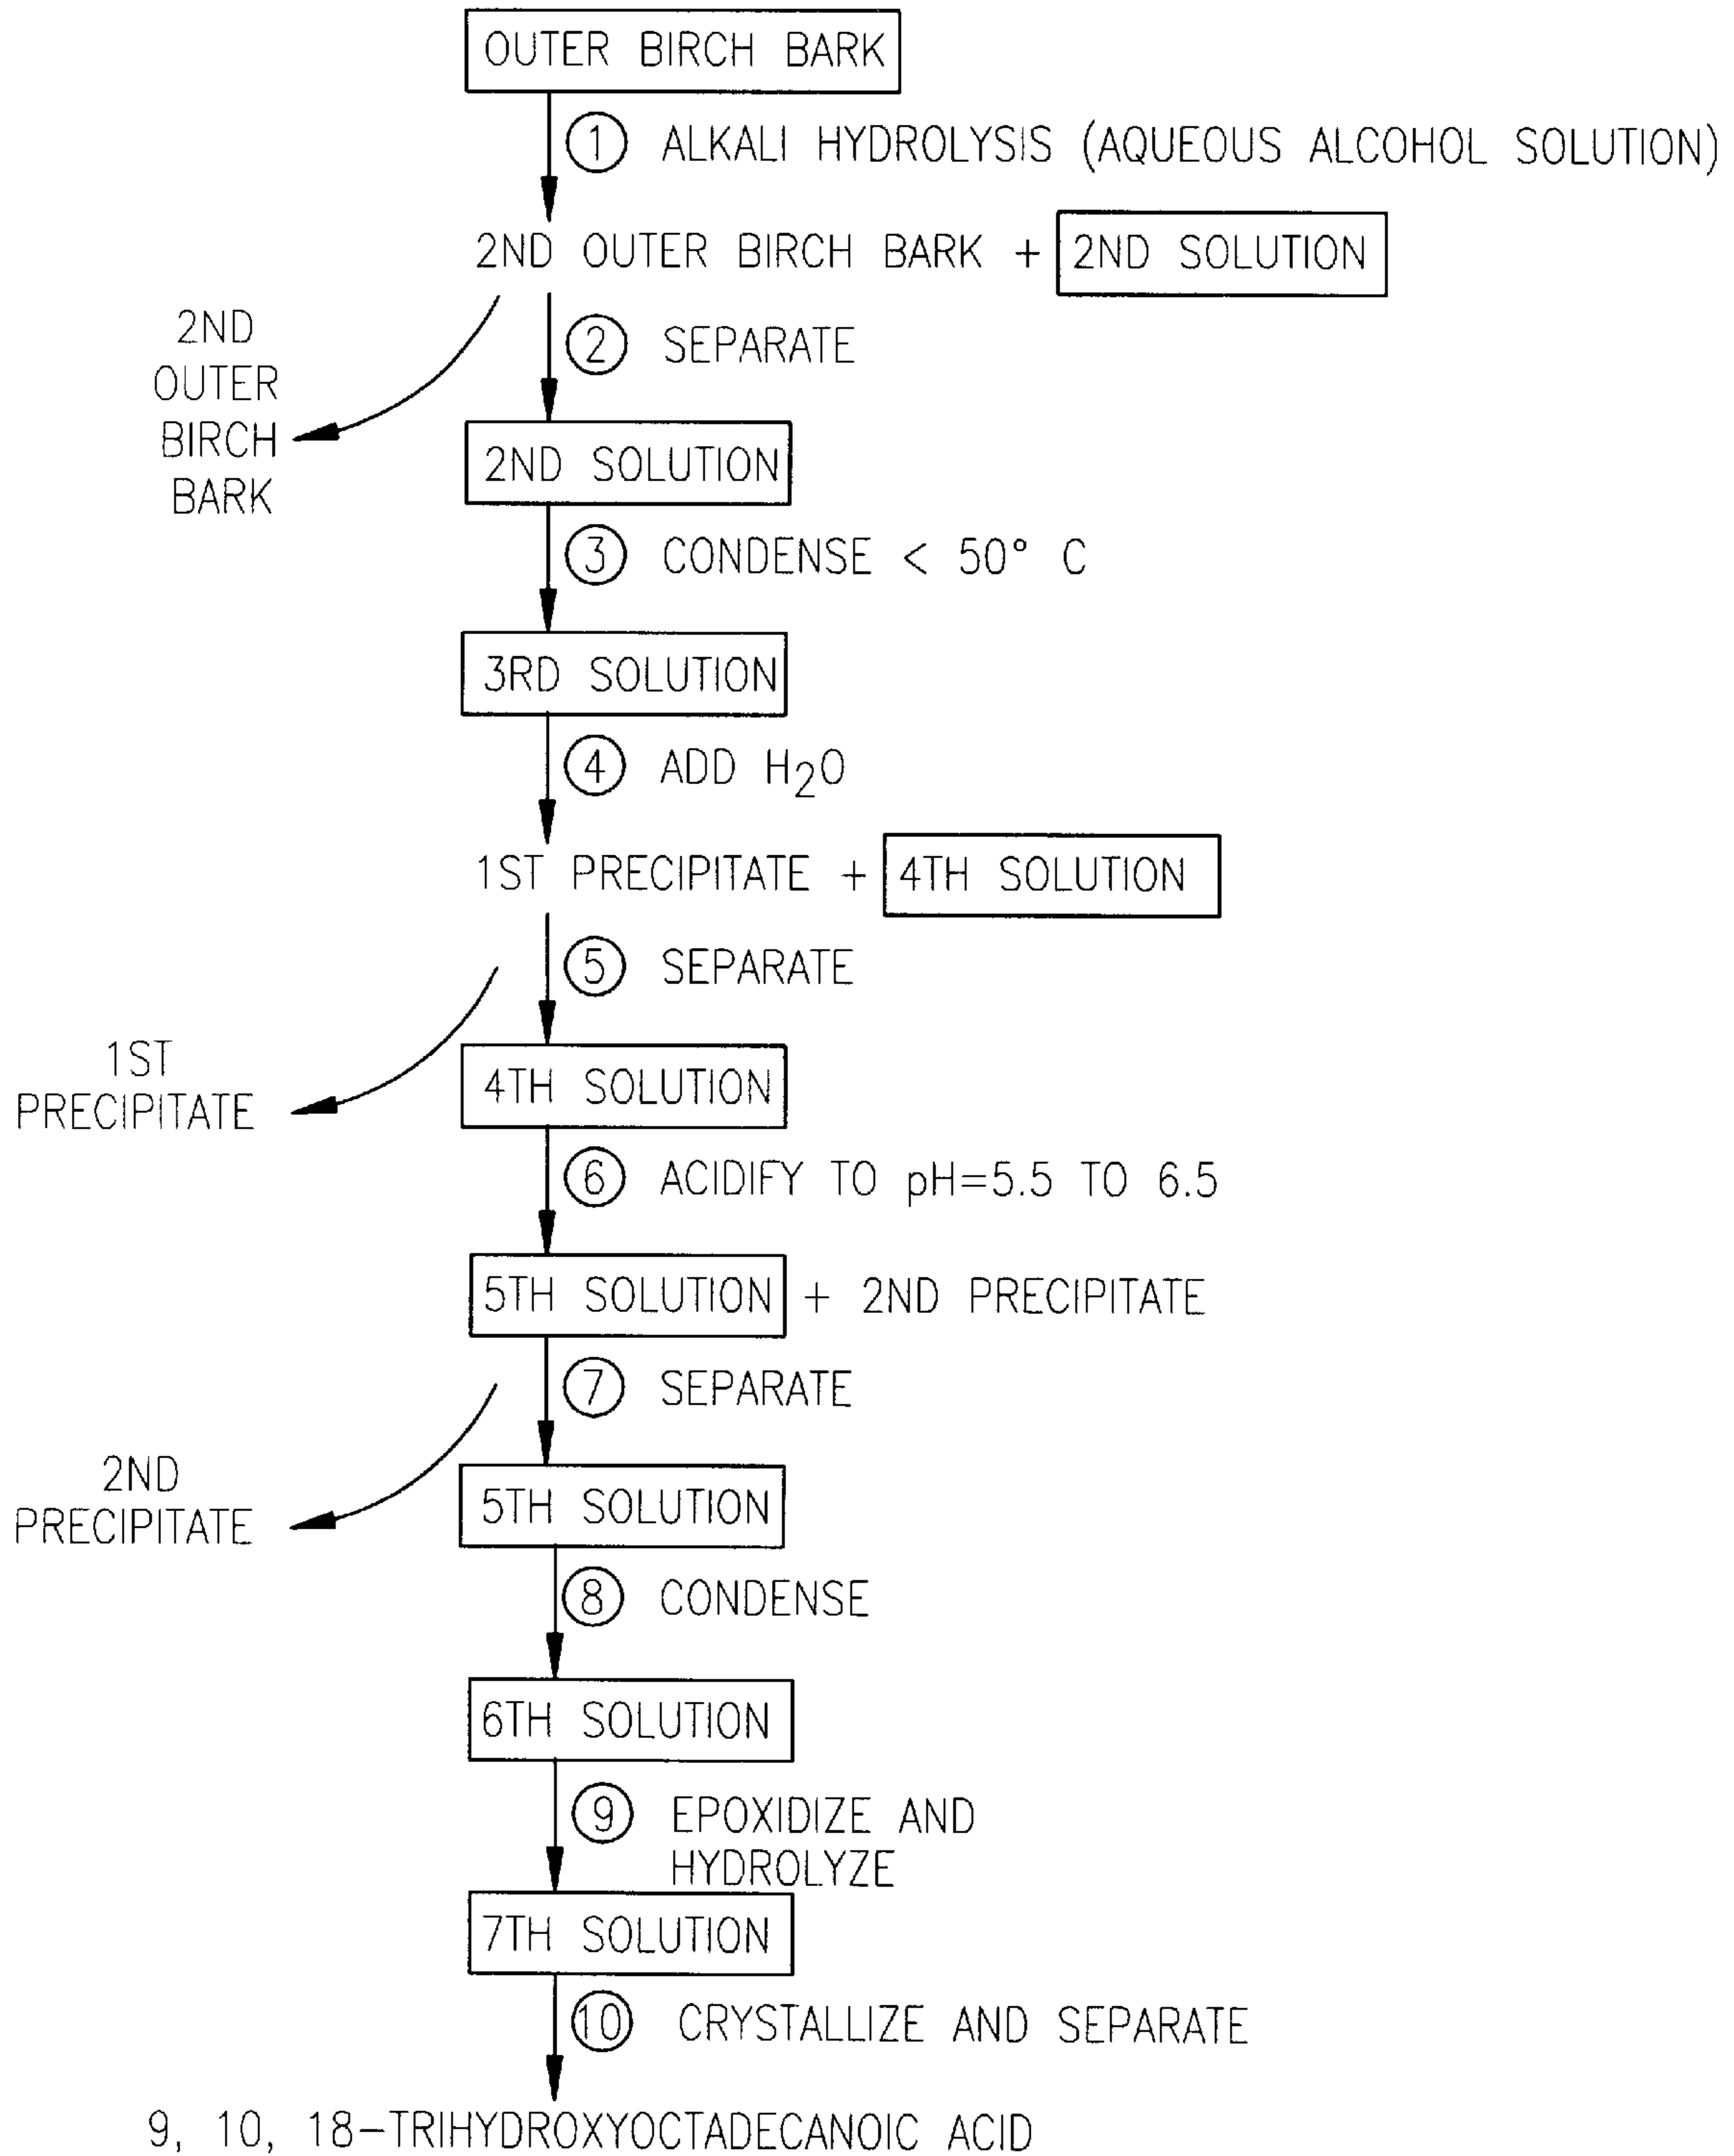 OUTER BIRCH BARK
① ALKALI HYDROLYSIS (AQUEOUS ALCOHOL SOLUTION)
2ND OUTER BIRCH BARK + 2ND SOLUTION
2ND
OUTER
BIRCH
BARK
② SEPARATE
2ND SOLUTION
③ CONDENSE < 50° C
3RD SOLUTION
④ ADD H₂O
1ST PRECIPITATE + 4TH SOLUTION
⑤ SEPARATE
1ST
PRECIPITATE
4TH SOLUTION
⑥ ACIDIFY TO pH=5.5 TO 6.5
5TH SOLUTION + 2ND PRECIPITATE
⑦ SEPARATE
2ND
PRECIPITATE
5TH SOLUTION
⑧ CONDENSE
6TH SOLUTION
⑨ EPOXIDIZE AND
HYDROLYZE
7TH SOLUTION
⑩ CRYSTALLIZE AND SEPARATE
9, 10, 18-TRIHYDROXYOCTADECANOIC ACID